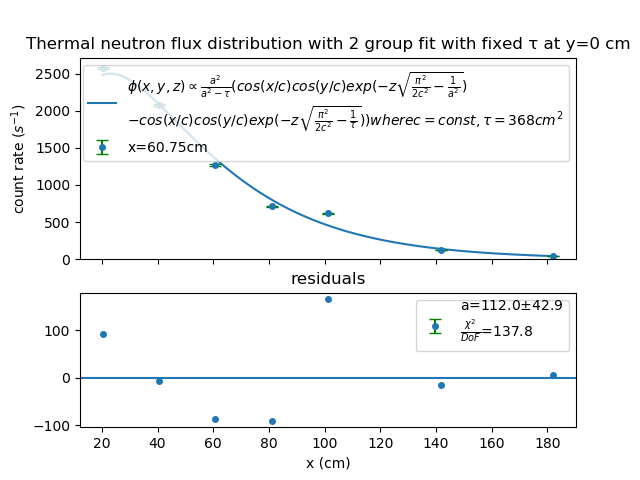 Thermal neutron flux distribution with 2 group fit with fixed τ at y=0 cm
count rate (s⁻¹)
2500
2000
1500
1000
500
0
ϕ(x, y, z) ∝ a²/(a² − τ) (cos(x/c)cos(y/c)exp(−z√(π²/2c² − 1/a²))
−cos(x/c)cos(y/c)exp(−z√(π²/2c² − 1/τ)))wherec = const, τ = 368cm²
x=60.75cm
residuals
100
0
−100
a=112.0±42.9
χ²/DoF=137.8
20 40 60 80 100 120 140 160 180
x (cm)